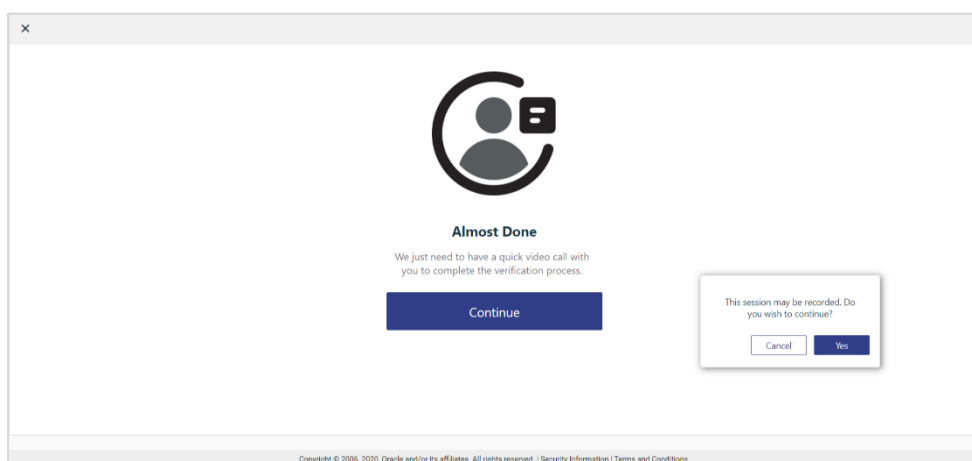 Almost Done
We just need to have a quick video call with
you to complete the verification process.
Continue
This session may be recorded. Do
you wish to continue?
Cancel
Yes
Copyright © 2006, 2020, Oracle and/or its affiliates. All rights reserved. | Security Information | Terms and Conditions